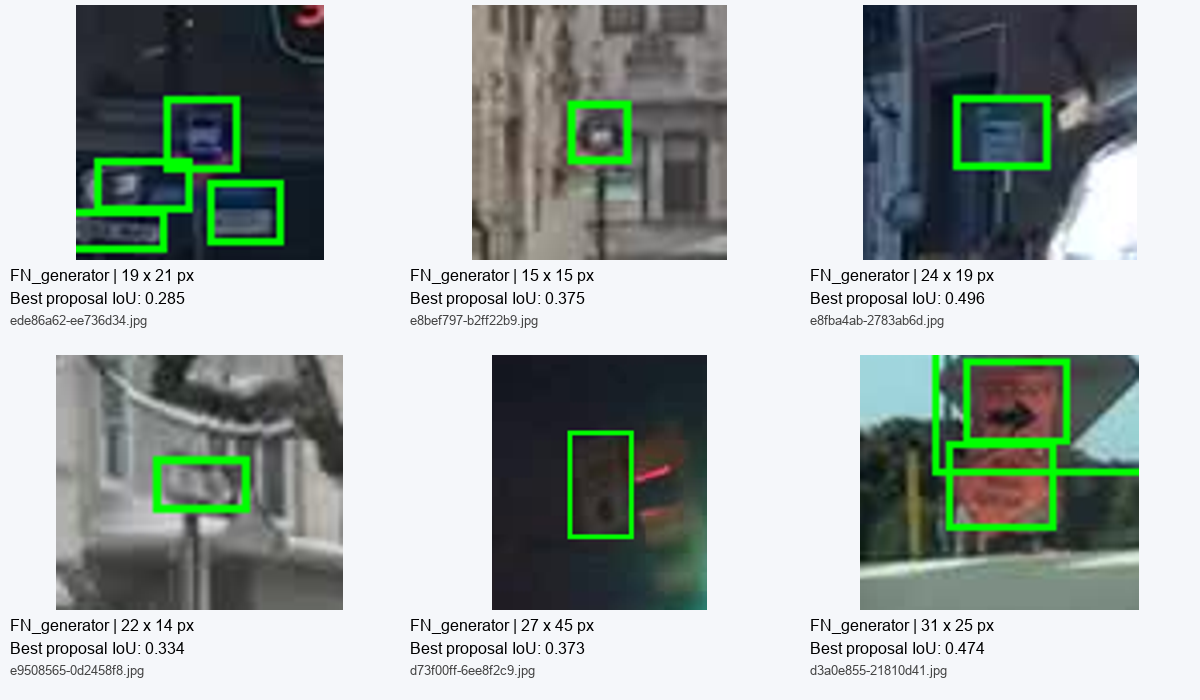 FN_generator | 19 x 21 px
Best proposal IoU: 0.285
ede86a62-ee736d34.jpg
FN_generator | 15 x 15 px
Best proposal IoU: 0.375
e8bef797-b2ff22b9.jpg
FN_generator | 24 x 19 px
Best proposal IoU: 0.496
e8fba4ab-2783ab6d.jpg
FN_generator | 22 x 14 px
Best proposal IoU: 0.334
e9508565-0d2458f8.jpg
FN_generator | 27 x 45 px
Best proposal IoU: 0.373
d73f00ff-6ee8f2c9.jpg
FN_generator | 31 x 25 px
Best proposal IoU: 0.474
d3a0e855-21810d41.jpg